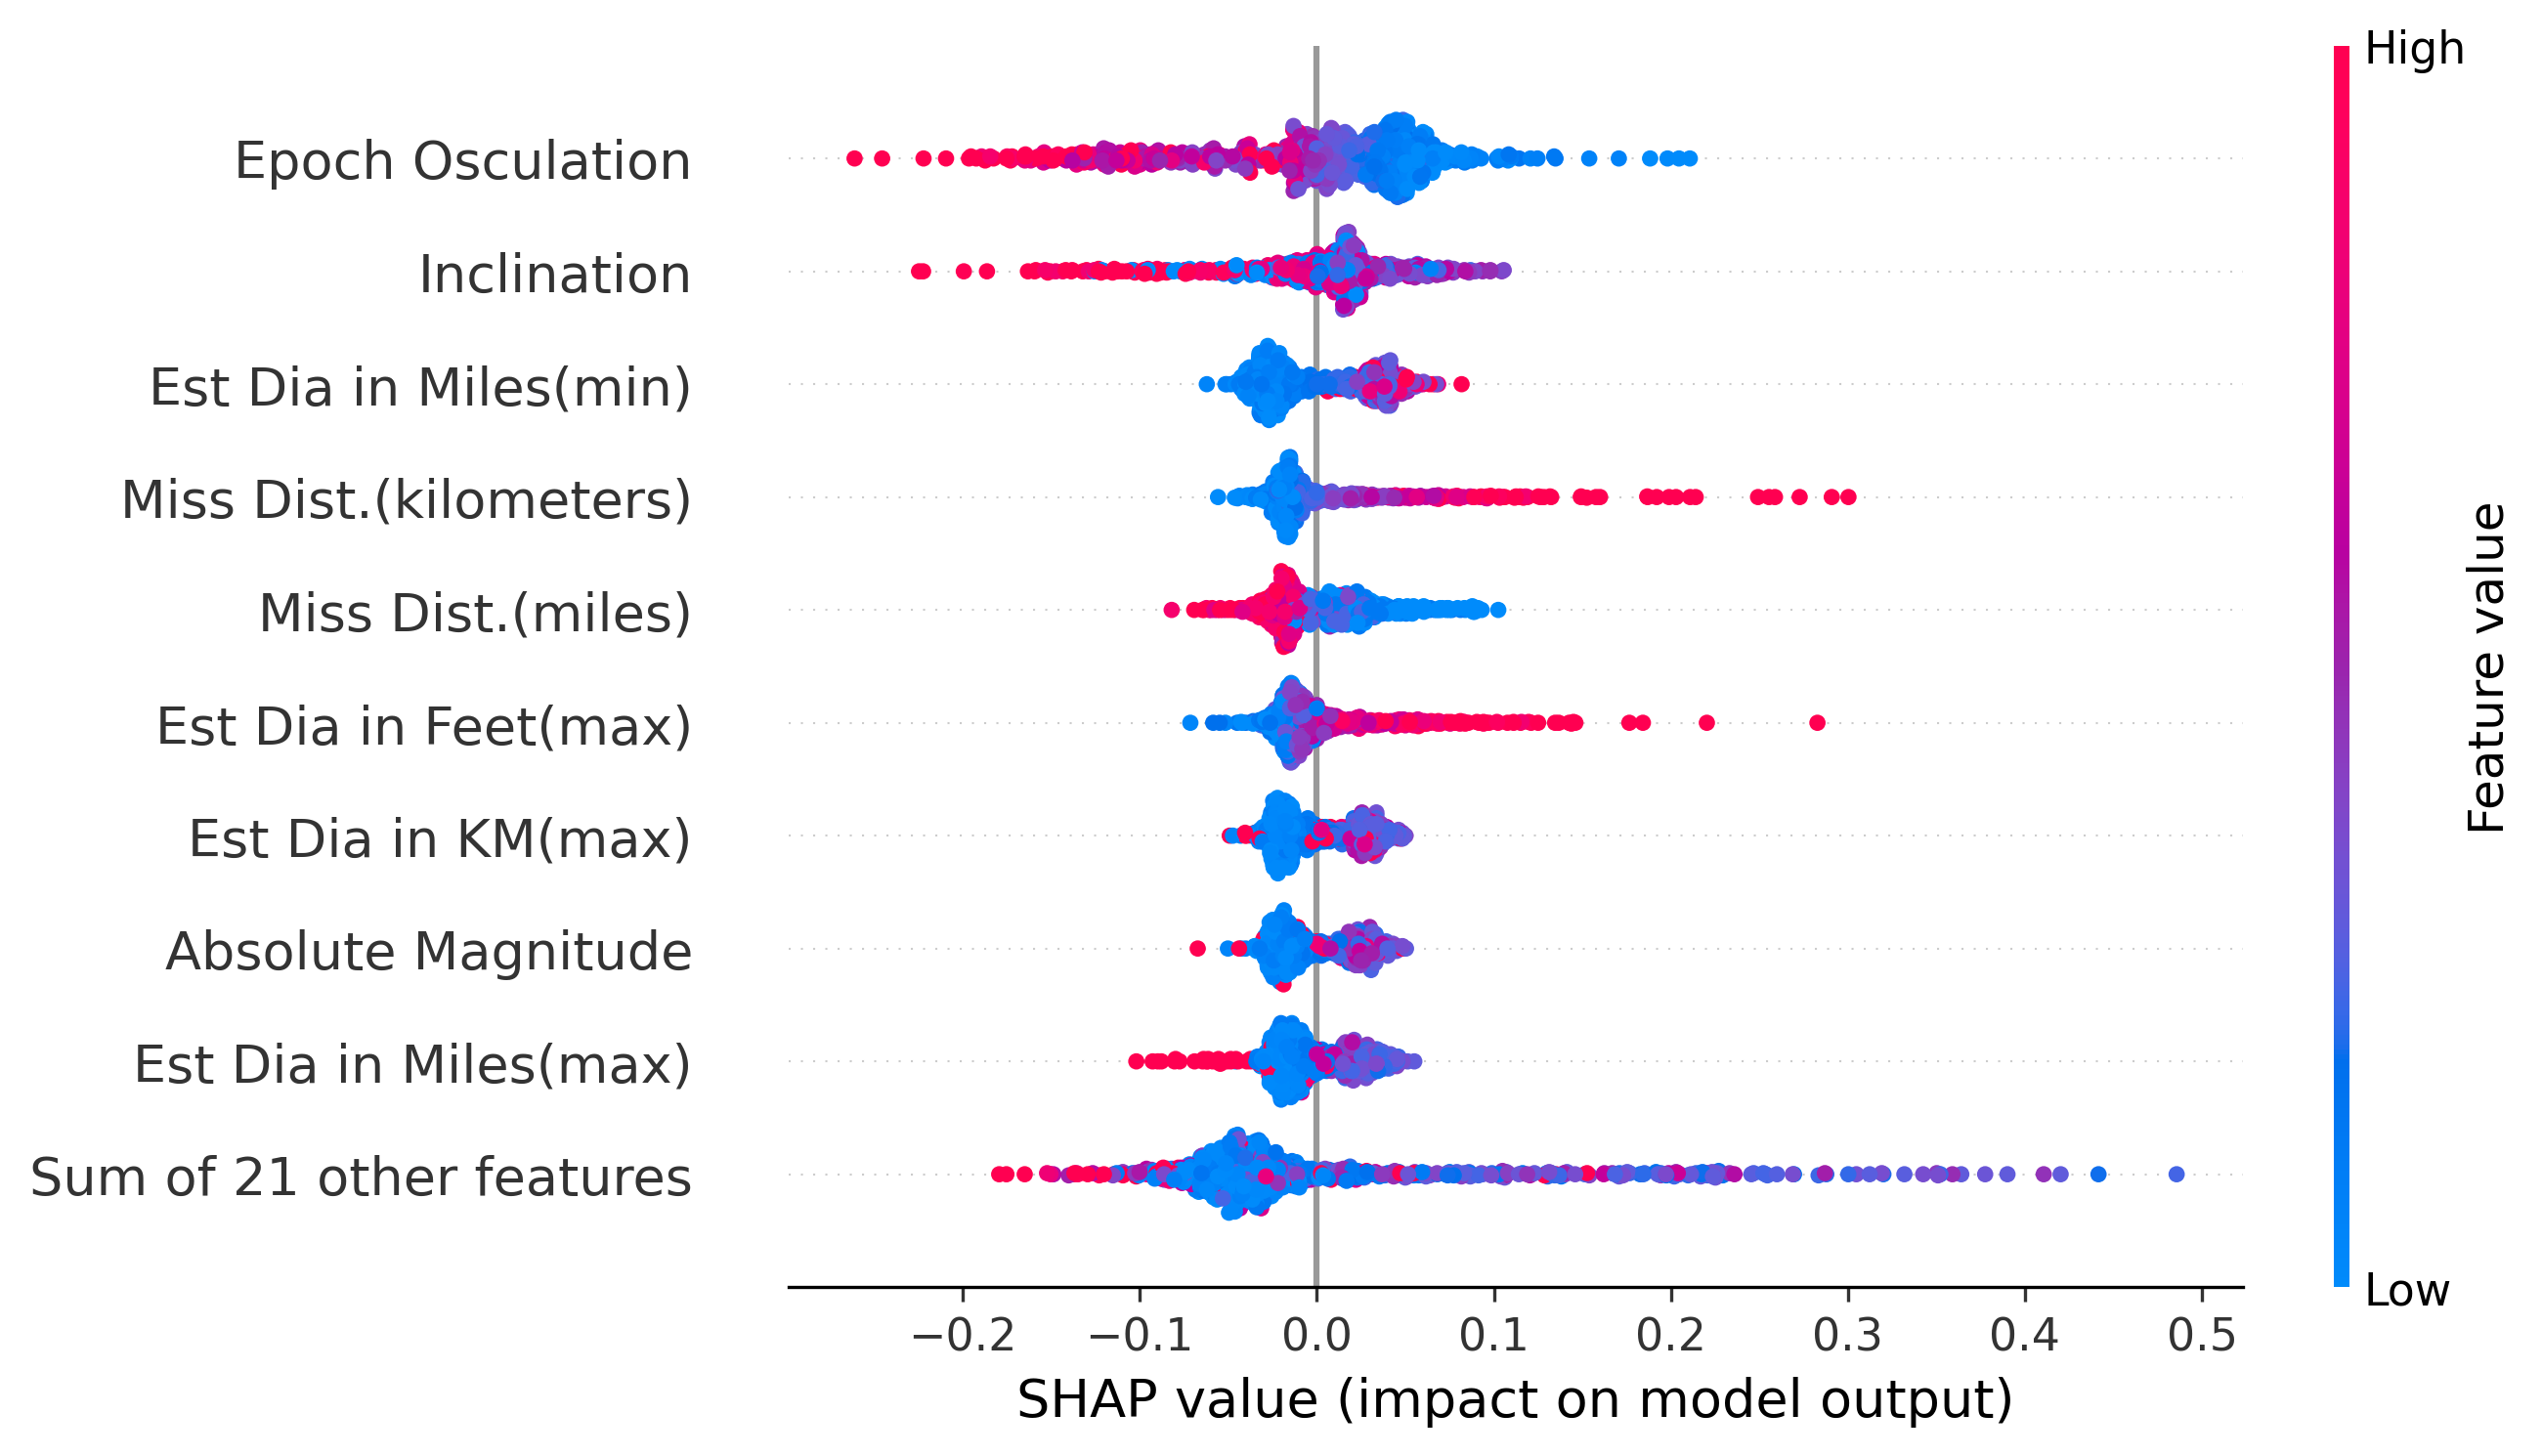 High
Epoch Osculation
Inclination
Est Dia in Miles(min)
Miss Dist.(kilometers)
Miss Dist.(miles)
Est Dia in Feet(max)
Est Dia in KM(max)
Absolute Magnitude
Est Dia in Miles(max)
Sum of 21 other features
Feature value
Low
−0.2 −0.1 0.0 0.1 0.2 0.3 0.4 0.5
SHAP value (impact on model output)